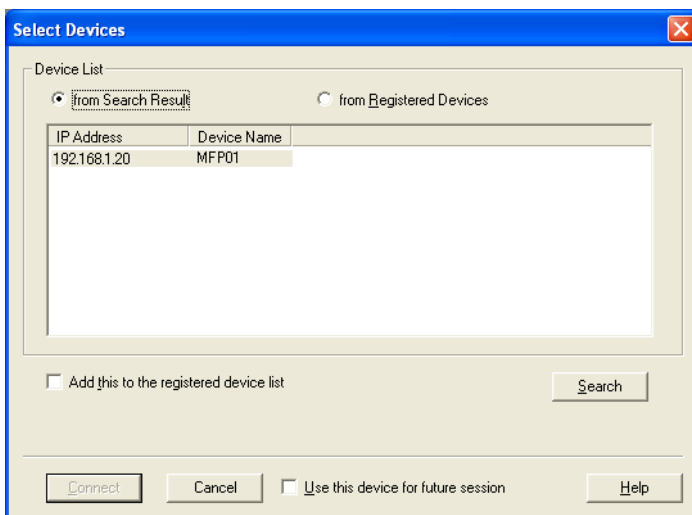 Select Devices
Device List
from Search Result
from Registered Devices
IP Address Device Name
192.168.1.20 MFP01
Add this to the registered device list
Search
Connect Cancel Use this device for future session Help